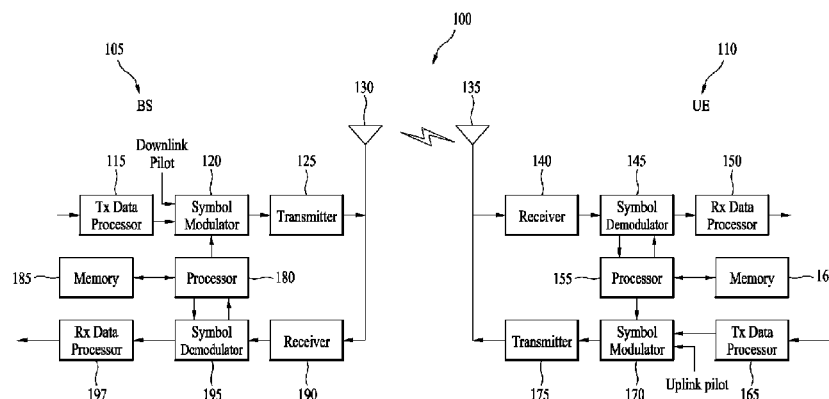 100
105
110
BS
130
135
UE
Downlink
Pilot
115
120
125
140
145
150
Tx Data
Processor
Symbol
Modulator
Transmitter
Receiver
Symbol
Demodulator
Rx Data
Processor
185
Memory
Processor
180
155
Processor
Memory
16
Rx Data
Processor
Symbol
Demodulator
Receiver
Transmitter
Symbol
Modulator
Tx Data
Processor
197
195
190
175
170
Uplink pilot
165